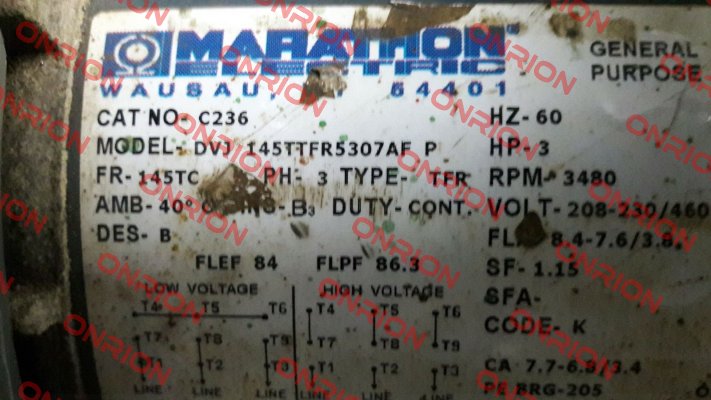 MARATHON
ELECTRIC
GENERAL
PURPOSE
WAUSAU, 54401
CAT NO- C236
HZ-60
MODEL- DVJ 145TTFR5307AF P
HP-3
FR-145TC PH- 3 TYPE- TFR
RPM-3480
AMB-40° INS-B3 DUTY-CONT.
VOLT-208-230/460
DES-B
8.4-7.6/3.8
FLEF 84 FLPF 86.3
SF-1.15
LOW VOLTAGE HIGH VOLTAGE
SFA-
T4 T5 T6 T4 T5 T6
CODE- K
T7 T8 T9 T7 T8 T9
T1 T2 T3 T1 T2 T3
CA 7.7-6.9/3.4
LINE LINE LINE LINE LINE LINE
PE BRG-205
ONRION